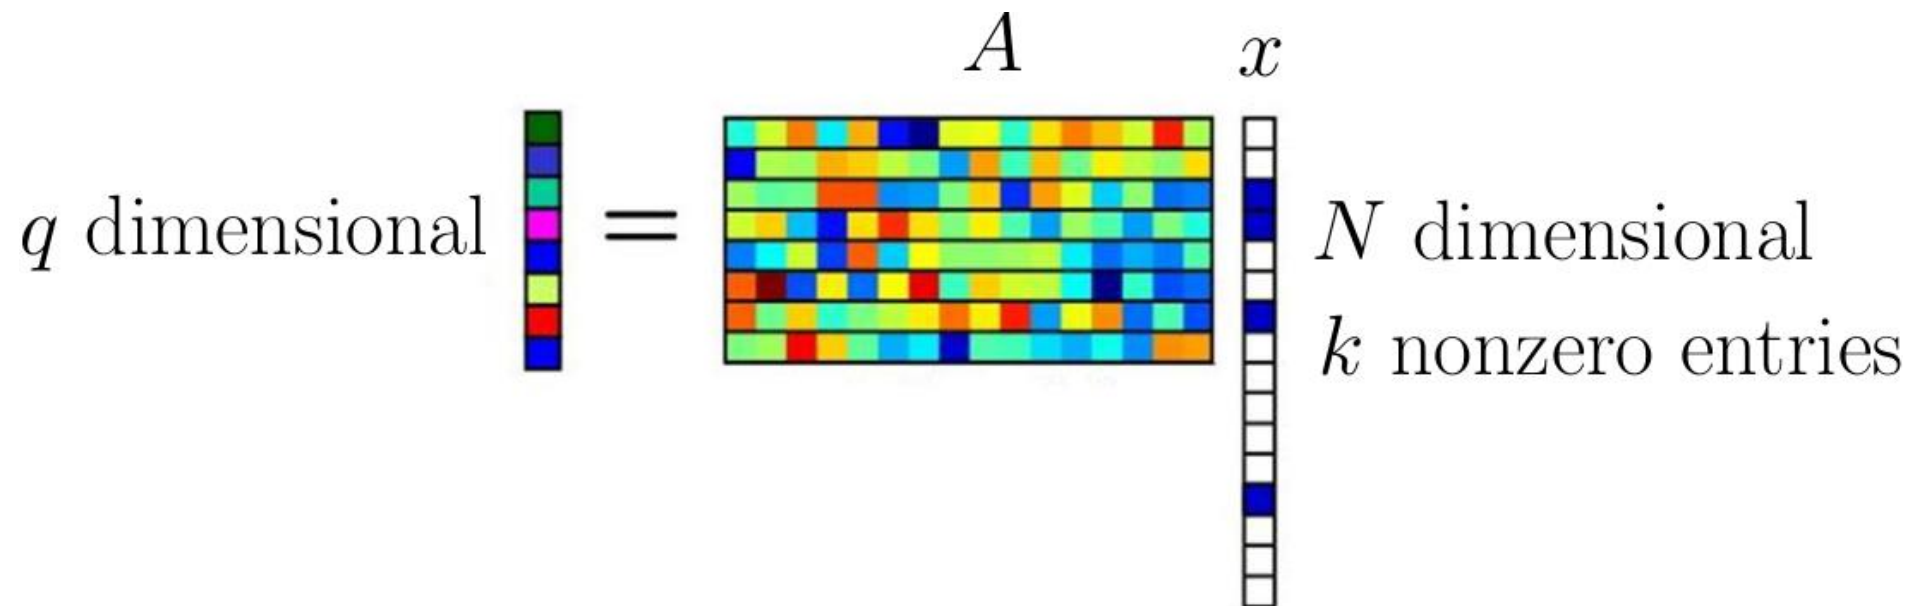 A
x
q dimensional
=
N dimensional
k nonzero entries